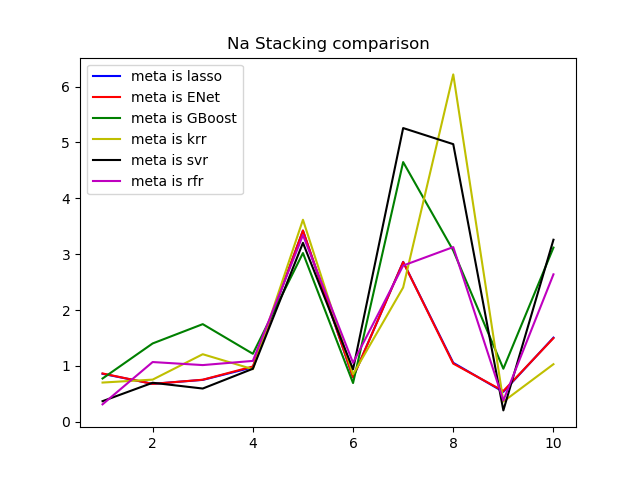 Na Stacking comparison
meta is lasso
meta is ENet
meta is GBoost
meta is krr
meta is svr
meta is rfr
6
5
4
3
2
1
0
2 4 6 8 10